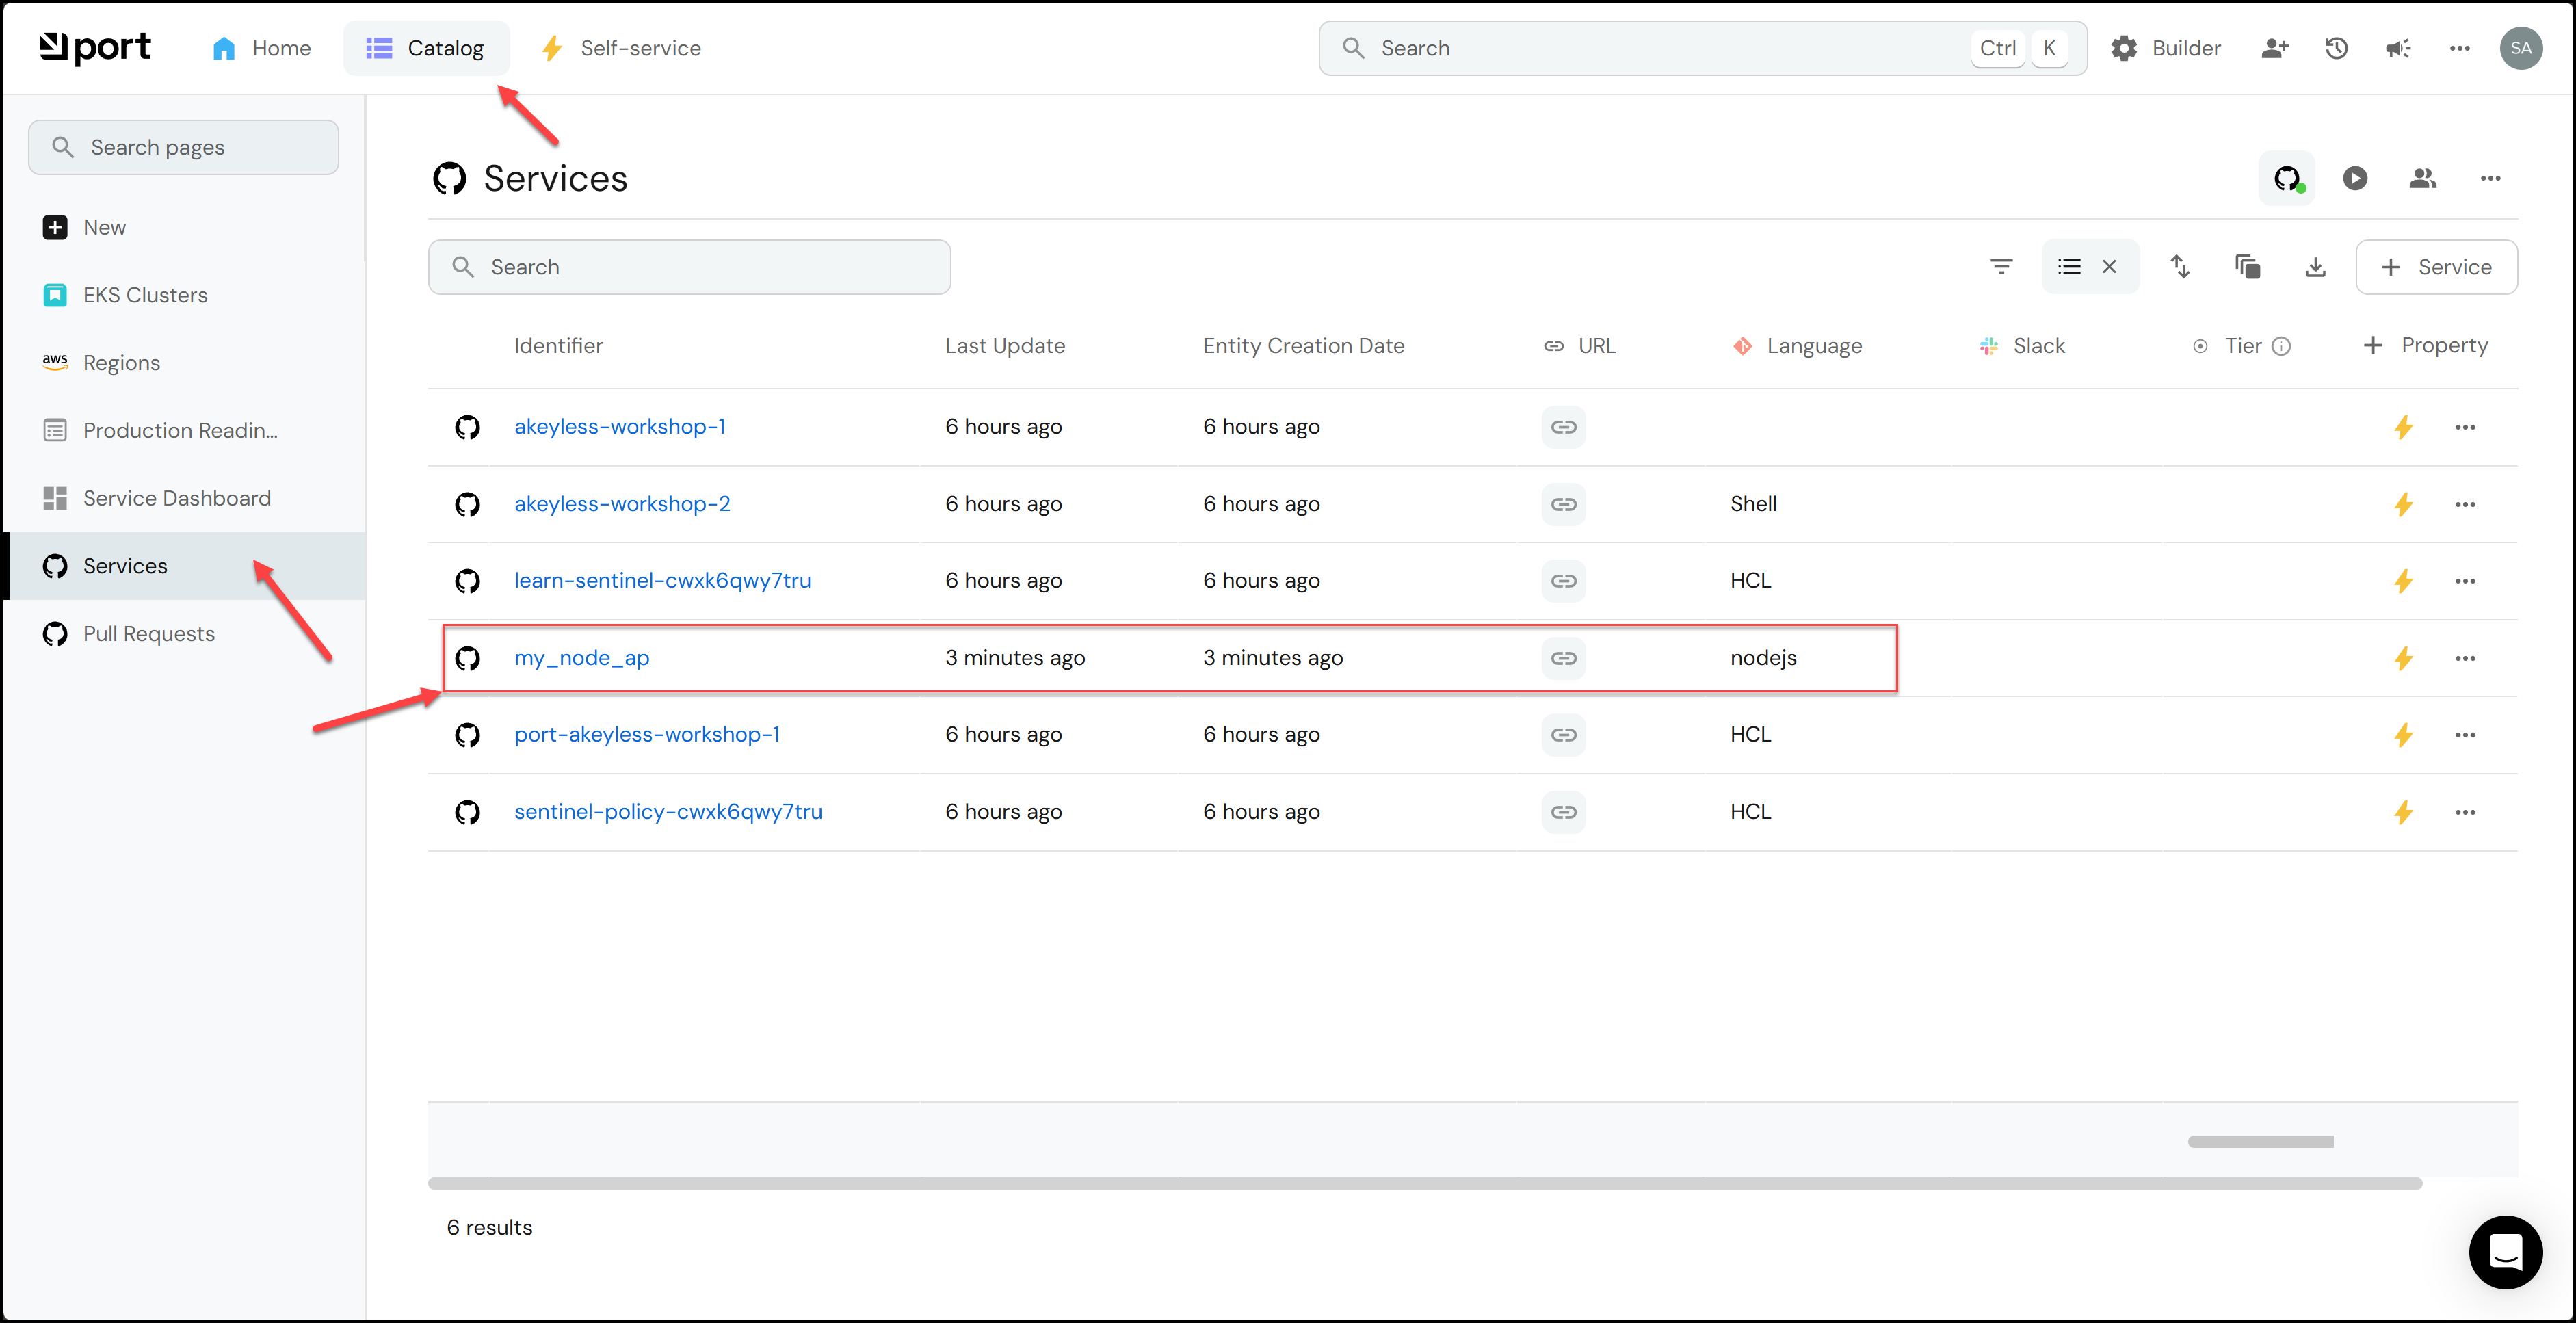 port Home Catalog Self-service Search Ctrl K Builder SA
Search pages
New
EKS Clusters
aws Regions
Production Readin...
Service Dashboard
Services
Pull Requests
Services
Search
+ Service
Identifier Last Update Entity Creation Date URL Language Slack Tier + Property
akeyless-workshop-1 6 hours ago 6 hours ago
akeyless-workshop-2 6 hours ago 6 hours ago Shell
learn-sentinel-cwxk6qwy7tru 6 hours ago 6 hours ago HCL
my_node_ap 3 minutes ago 3 minutes ago nodejs
port-akeyless-workshop-1 6 hours ago 6 hours ago HCL
sentinel-policy-cwxk6qwy7tru 6 hours ago 6 hours ago HCL
6 results